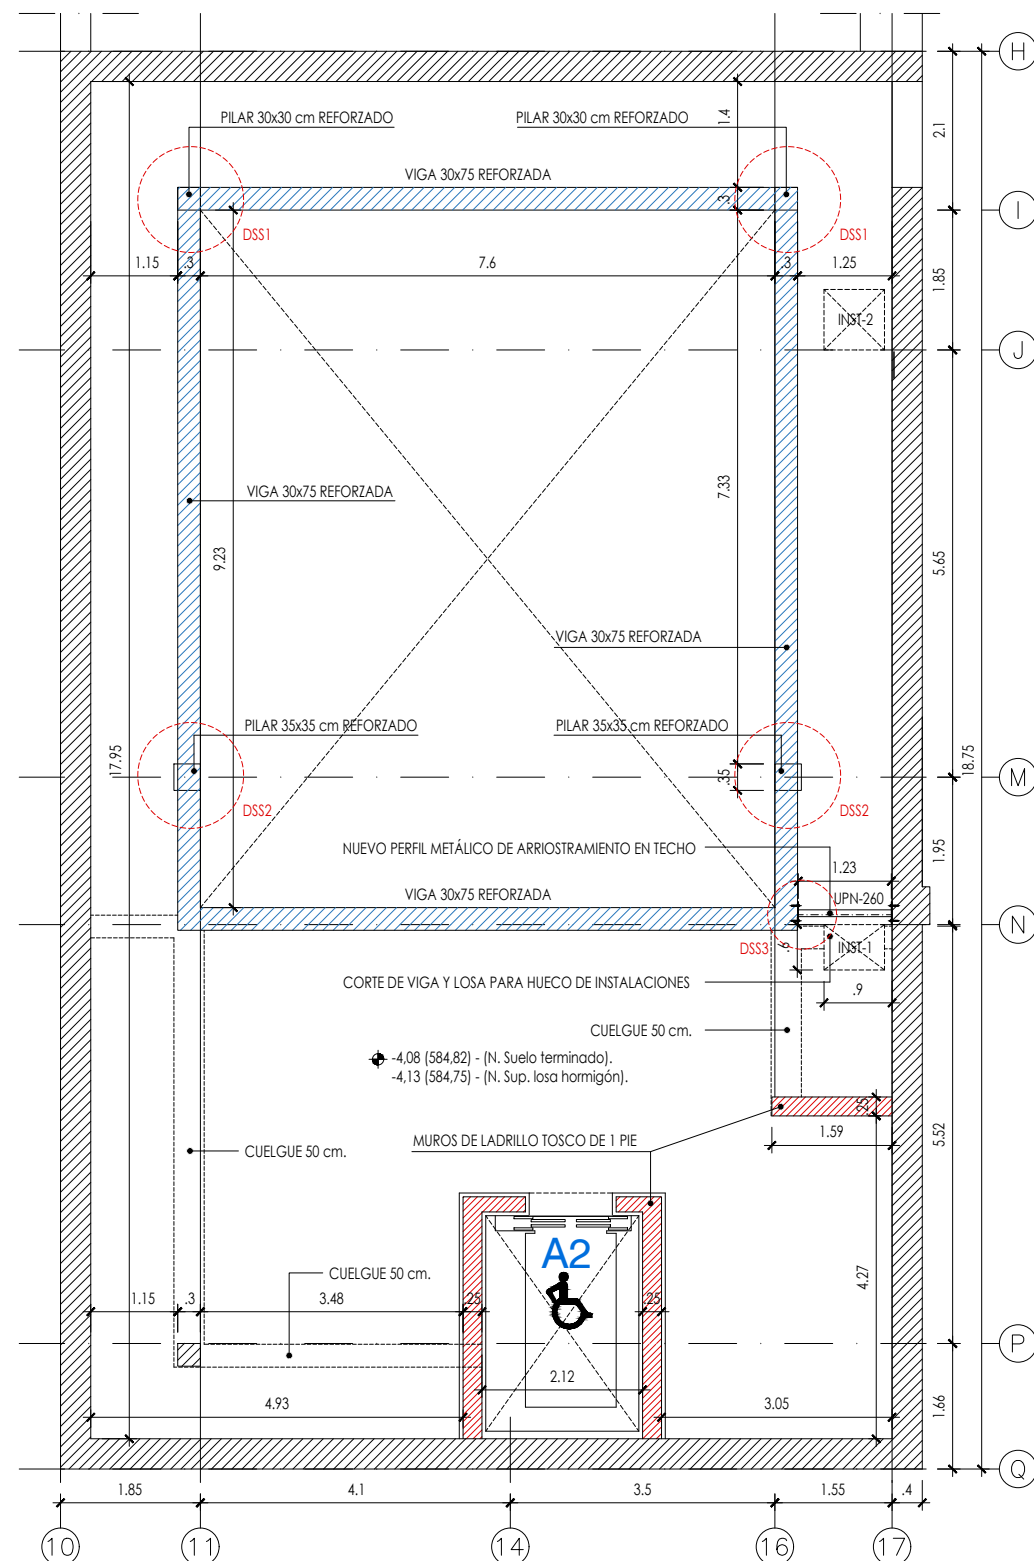 H
PILAR 30x30 cm REFORZADO
PILAR 30x30 cm REFORZADO
1.4
2.1
VIGA 30x75 REFORZADA
.3
I
DSS1
DSS1
1.15
.3
7.6
.3
1.25
1.85
INST-2
J
VIGA 30x75 REFORZADA
7.33
9.23
5.65
VIGA 30x75 REFORZADA
PILAR 35x35 cm REFORZADO
PILAR 35x35 cm REFORZADO
17.95
18.75
.35
M
DSS2
DSS2
NUEVO PERFIL METÁLICO DE ARRIOSTRAMIENTO EN TECHO
1.95
1.23
VIGA 30x75 REFORZADA
UPN-260
N
DSS3
.6
INST-1
CORTE DE VIGA Y LOSA PARA HUECO DE INSTALACIONES
.9
CUELGUE 50 cm.
-4,08 (584,82) - (N. Suelo terminado).
-4,13 (584,75) - (N. Sup. losa hormigón).
.25
1.59
5.52
MUROS DE LADRILLO TOSCO DE 1 PIE
CUELGUE 50 cm.
A2
CUELGUE 50 cm.
4.27
1.15
.3
3.48
.25
.25
P
2.12
4.93
3.05
1.66
Q
1.85
4.1
3.5
1.55
.4
10
11
14
16
17